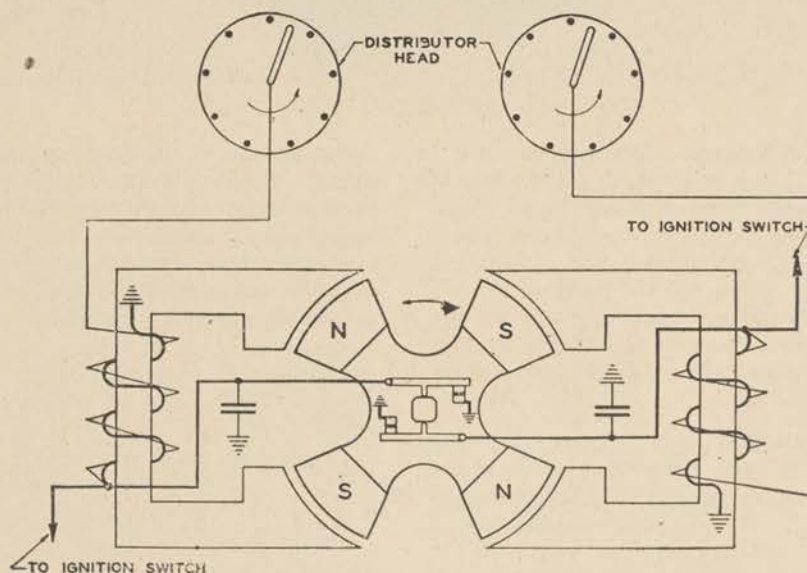 DISTRIBUTOR
HEAD
TO IGNITION SWITCH
N
S
S
N
TO IGNITION SWITCH